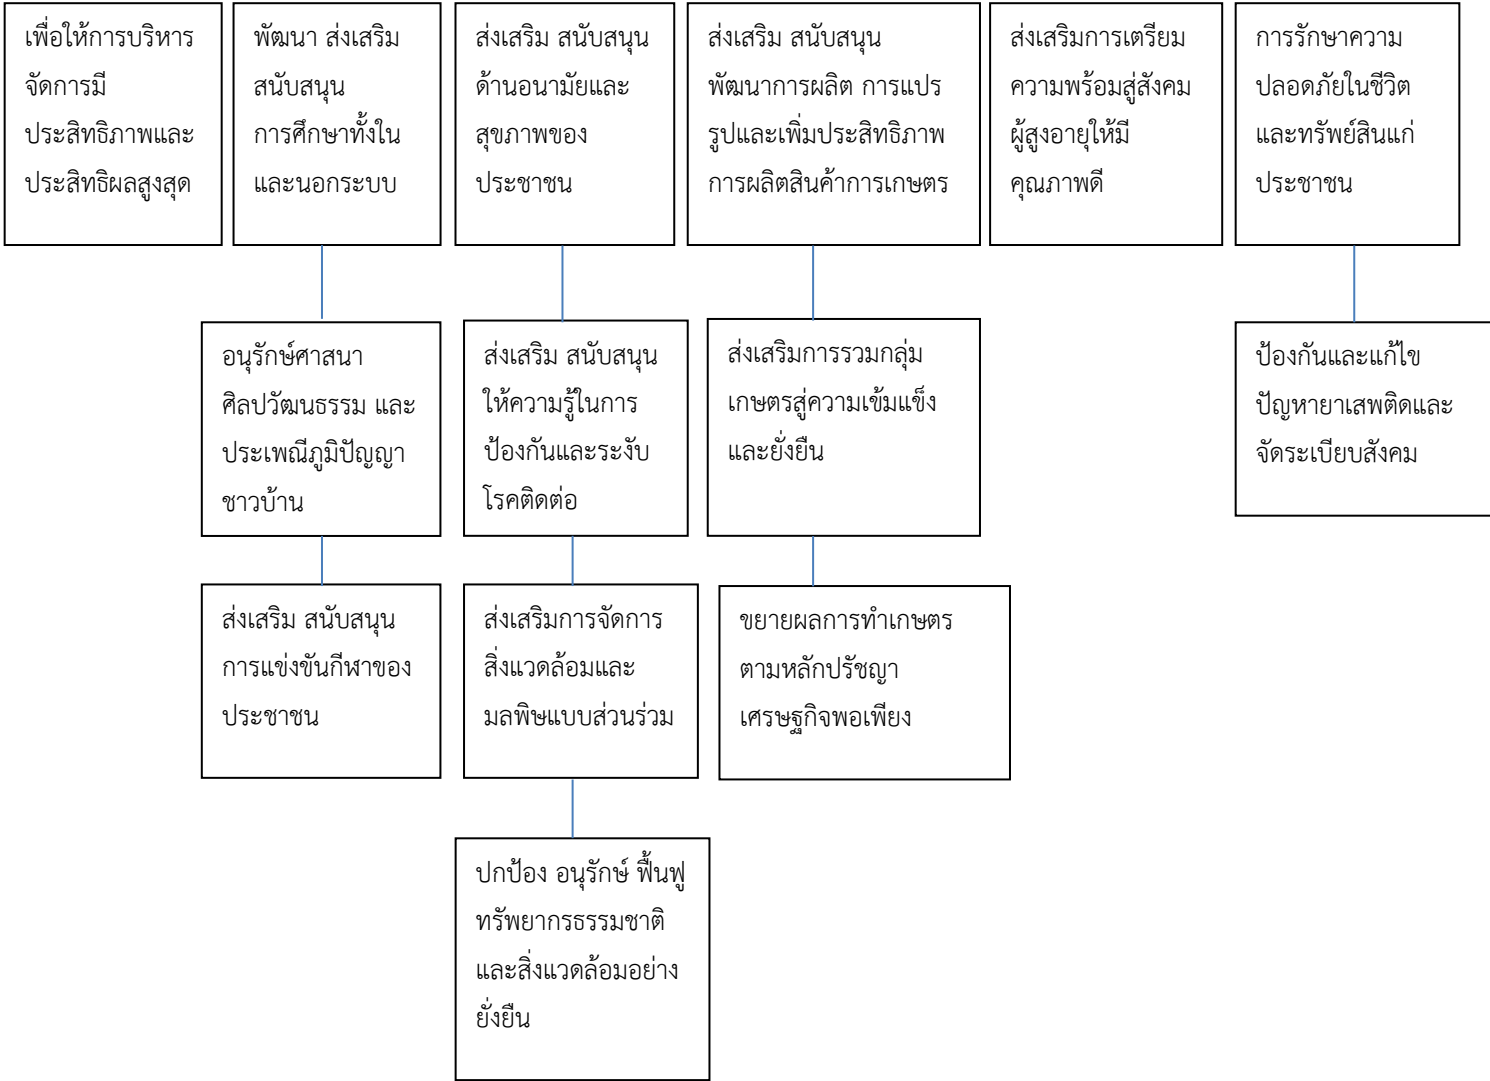 เพื่อให้การบริหาร
จัดการมี
ประสิทธิภาพและ
ประสิทธิผลสูงสุด
พัฒนา ส่งเสริม
สนับสนุน
การศึกษาทั้งใน
และนอกระบบ
ส่งเสริม สนับสนุน
ด้านอนามัยและ
สุขภาพของ
ประชาชน
ส่งเสริม สนับสนุน
พัฒนาการผลิต การแปร
รูปและเพิ่มประสิทธิภาพ
การผลิตสินค้าการเกษตร
ส่งเสริมการเตรียม
ความพร้อมสู่สังคม
ผู้สูงอายุให้มี
คุณภาพดี
การรักษาความ
ปลอดภัยในชีวิต
และทรัพย์สินแก่
ประชาชน
อนุรักษ์ศาสนา
ศิลปวัฒนธรรม และ
ประเพณีภูมิปัญญา
ชาวบ้าน
ส่งเสริม สนับสนุน
ให้ความรู้ในการ
ป้องกันและระงับ
โรคติดต่อ
ส่งเสริมการรวมกลุ่ม
เกษตรสู่ความเข้มแข็ง
และยั่งยืน
ป้องกันและแก้ไข
ปัญหายาเสพติดและ
จัดระเบียบสังคม
ส่งเสริม สนับสนุน
การแข่งขันกีฬาของ
ประชาชน
ส่งเสริมการจัดการ
สิ่งแวดล้อมและ
มลพิษแบบส่วนร่วม
ขยายผลการทำเกษตร
ตามหลักปรัชญา
เศรษฐกิจพอเพียง
ปกป้อง อนุรักษ์ ฟื้นฟู
ทรัพยากรธรรมชาติ
และสิ่งแวดล้อมอย่าง
ยั่งยืน